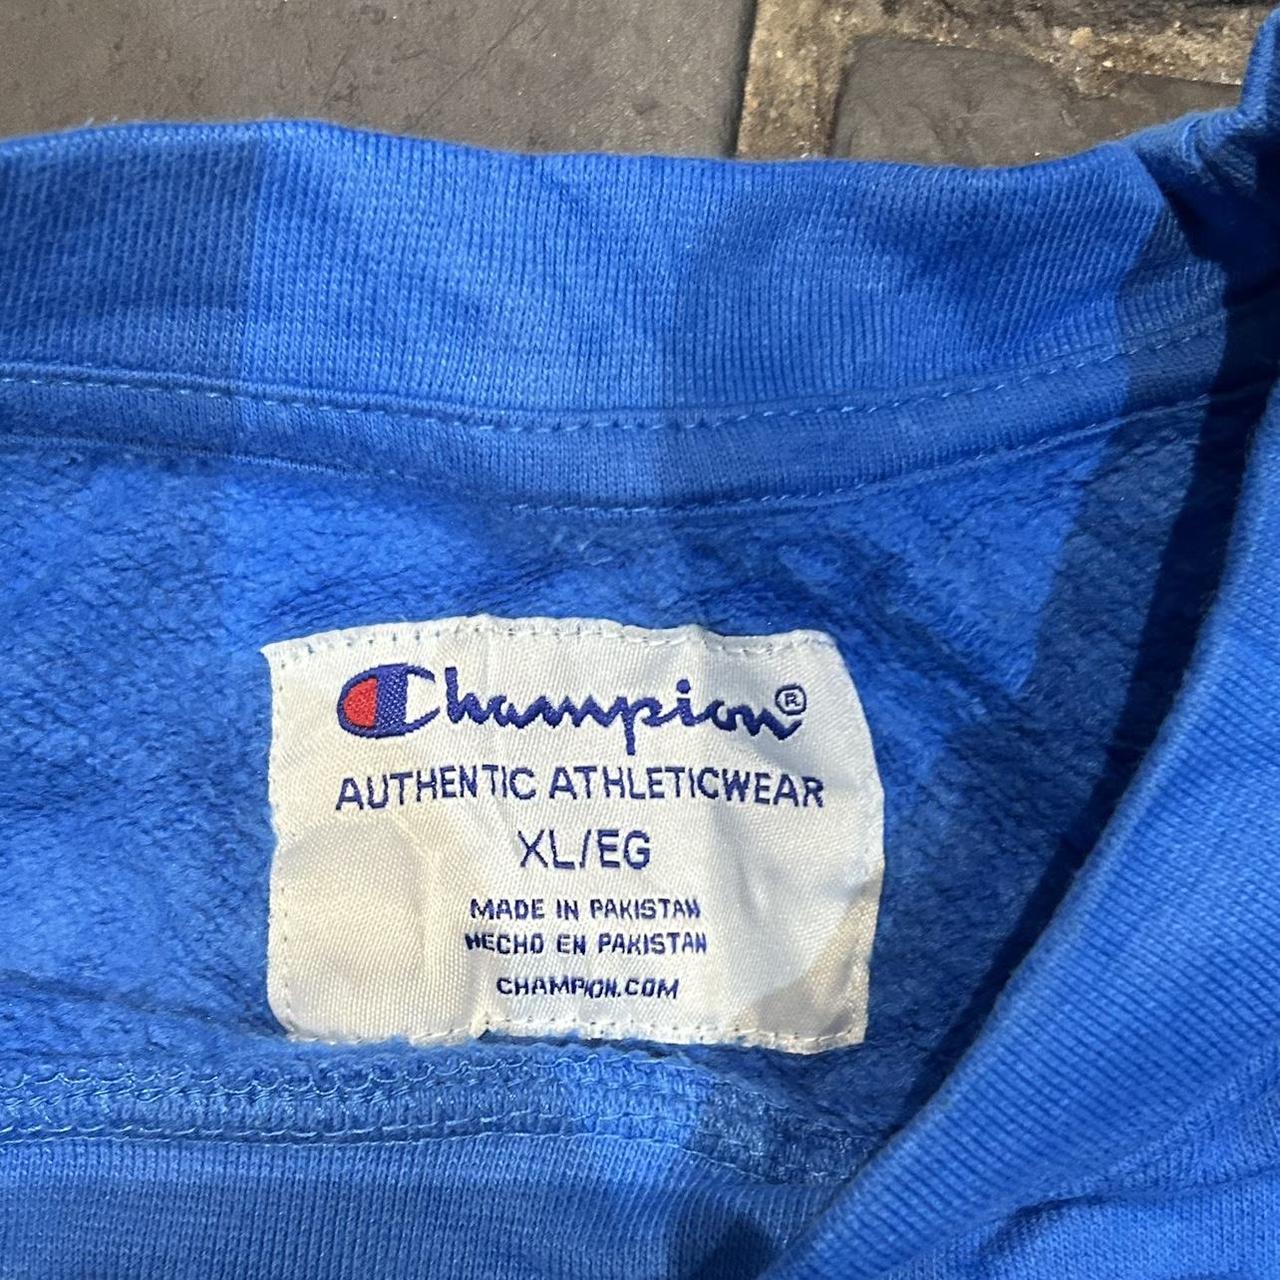 Champion®
AUTHENTIC ATHLETICWEAR
XL/EG
MADE IN PAKISTAN
HECHO EN PAKISTAN
CHAMPION.COM